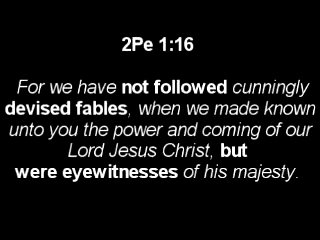 2Pe 1:16
For we have not followed cunningly
devised fables, when we made known
unto you the power and coming of our
Lord Jesus Christ, but
were eyewitnesses of his majesty.